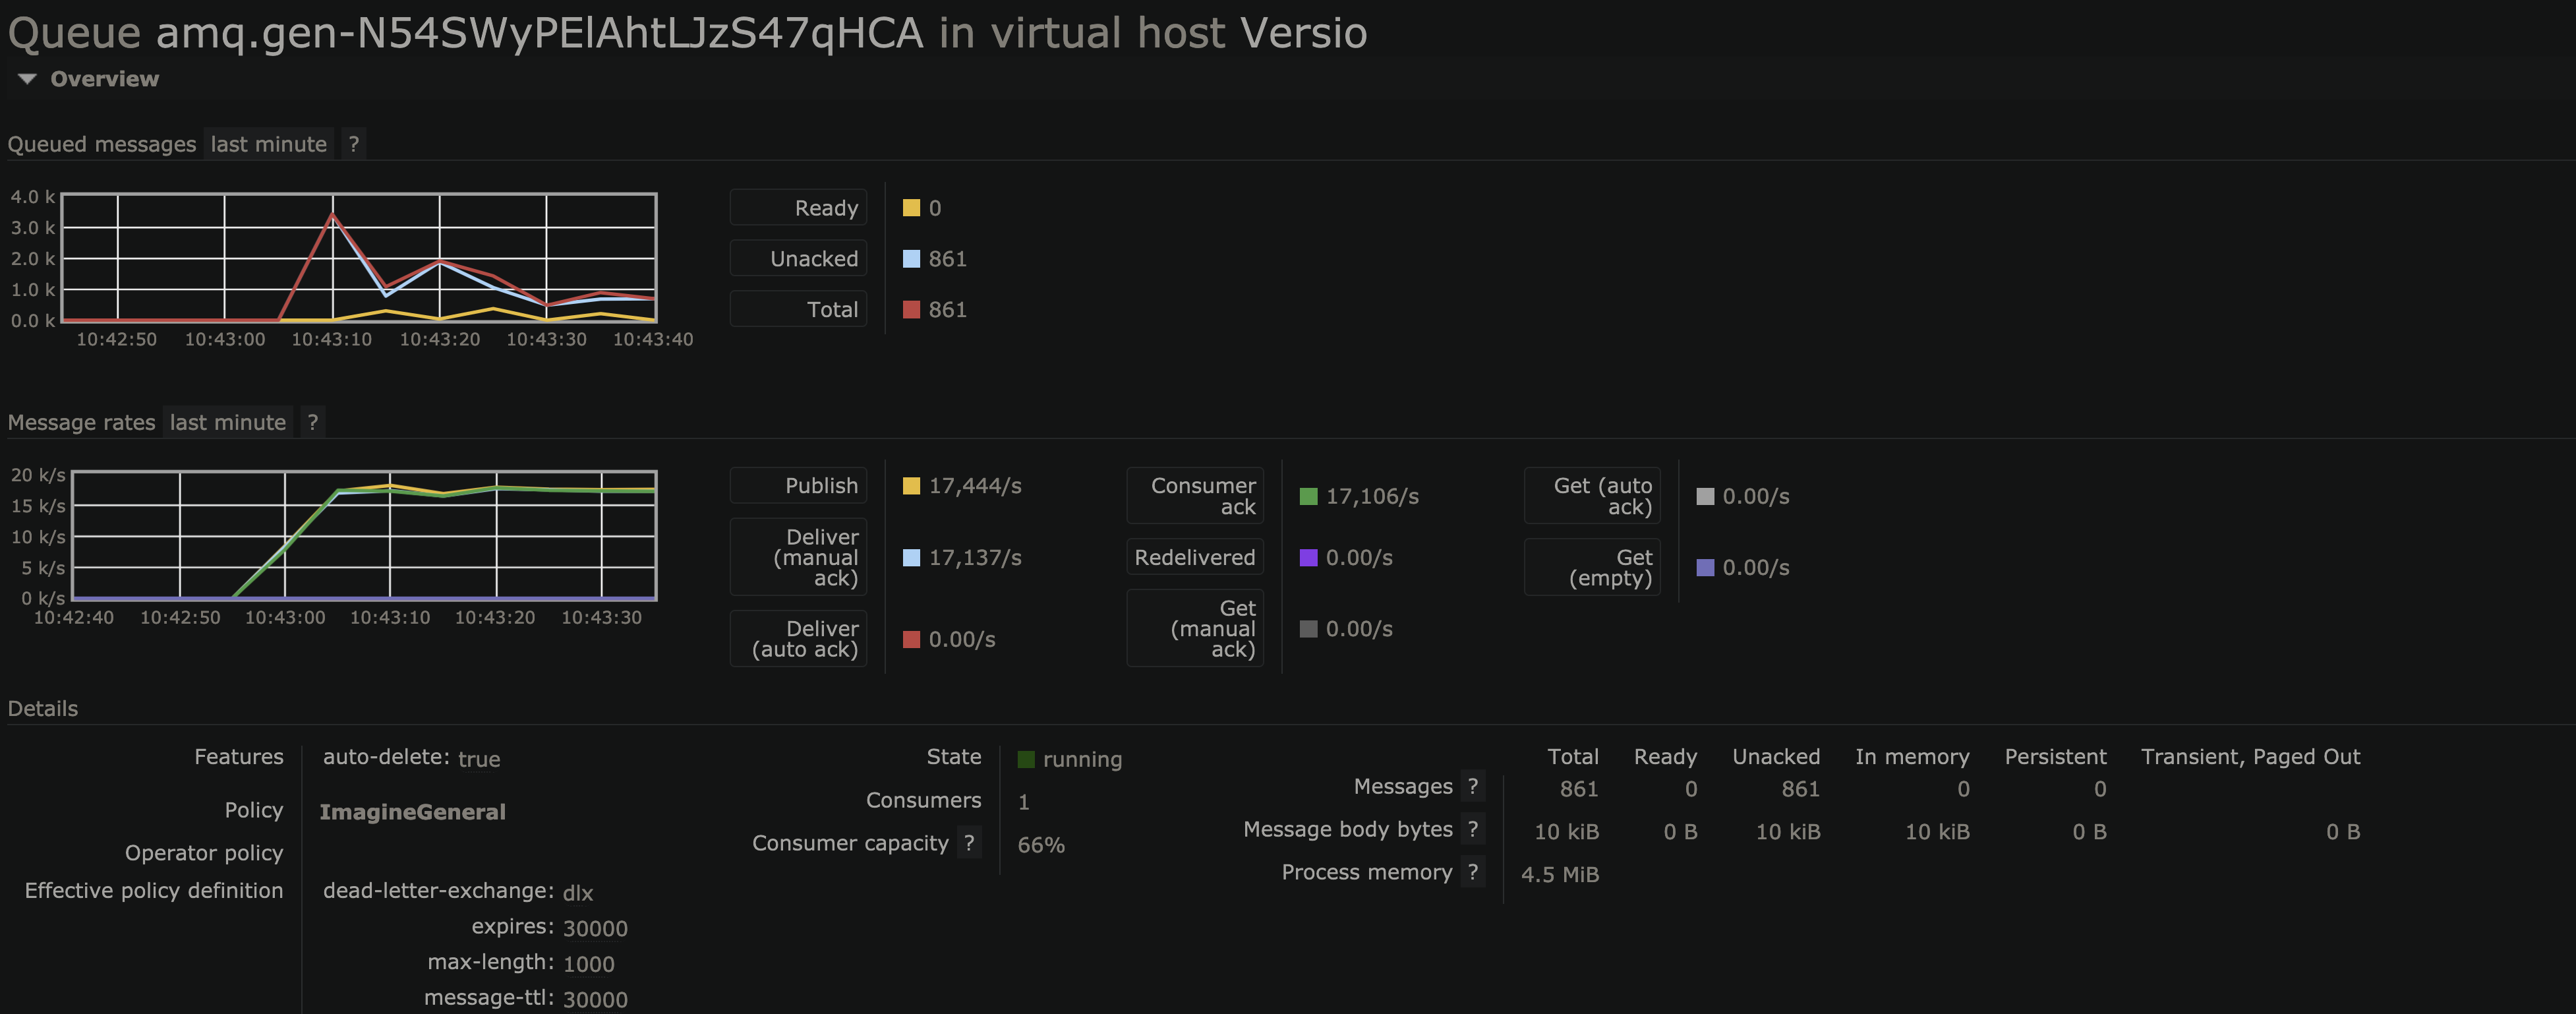 Queue amq.gen-N54SWyPElAhtLJzS47qHCA in virtual host Versio
Overview
Queued messages last minute ?
4.0 k
3.0 k
2.0 k
1.0 k
0.0 k
10:42:50 10:43:00 10:43:10 10:43:20 10:43:30 10:43:40
Ready 0
Unacked 861
Total 861
Message rates last minute ?
20 k/s
15 k/s
10 k/s
5 k/s
0 k/s
10:42:40 10:42:50 10:43:00 10:43:10 10:43:20 10:43:30
Publish 17,444/s
Deliver
(manual 17,137/s
ack)
Deliver
(auto ack) 0.00/s
Consumer
ack 17,106/s
Redelivered 0.00/s
Get
(manual 0.00/s
ack)
Get (auto
ack) 0.00/s
Get
(empty) 0.00/s
Details
Features auto-delete: true
Policy ImagineGeneral
Operator policy
Effective policy definition dead-letter-exchange: dlx
expires: 30000
max-length: 1000
message-ttl: 30000
State running
Consumers 1
Consumer capacity ? 66%
Total Ready Unacked In memory Persistent Transient, Paged Out
Messages ? 861 0 861 0 0
Message body bytes ? 10 kiB 0 B 10 kiB 10 kiB 0 B 0 B
Process memory ? 4.5 MiB